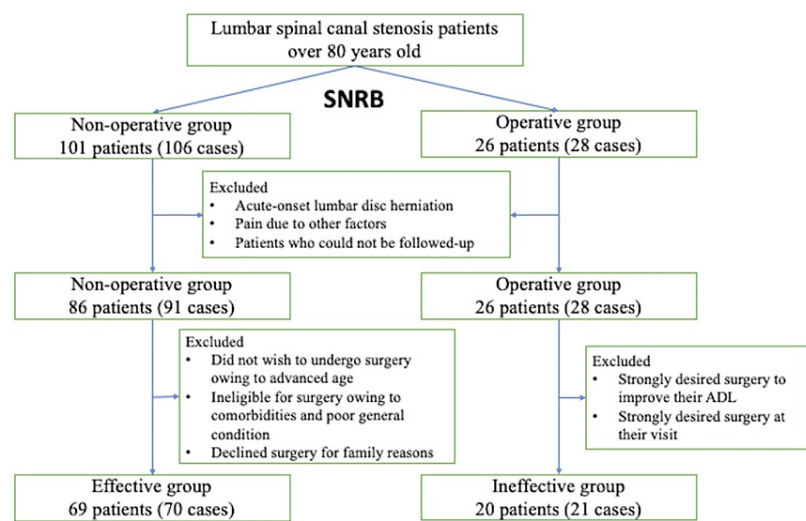 Lumbar spinal canal stenosis patients
over 80 years old
SNRB
Non-operative group
101 patients (106 cases)
Operative group
26 patients (28 cases)
Excluded
• Acute-onset lumbar disc herniation
• Pain due to other factors
• Patients who could not be followed-up
Non-operative group
86 patients (91 cases)
Operative group
26 patients (28 cases)
Excluded
• Did not wish to undergo surgery
owing to advanced age
• Ineligible for surgery owing to
comorbidities and poor general
condition
• Declined surgery for family reasons
Excluded
• Strongly desired surgery to
improve their ADL
• Strongly desired surgery at
their visit
Effective group
69 patients (70 cases)
Ineffective group
20 patients (21 cases)